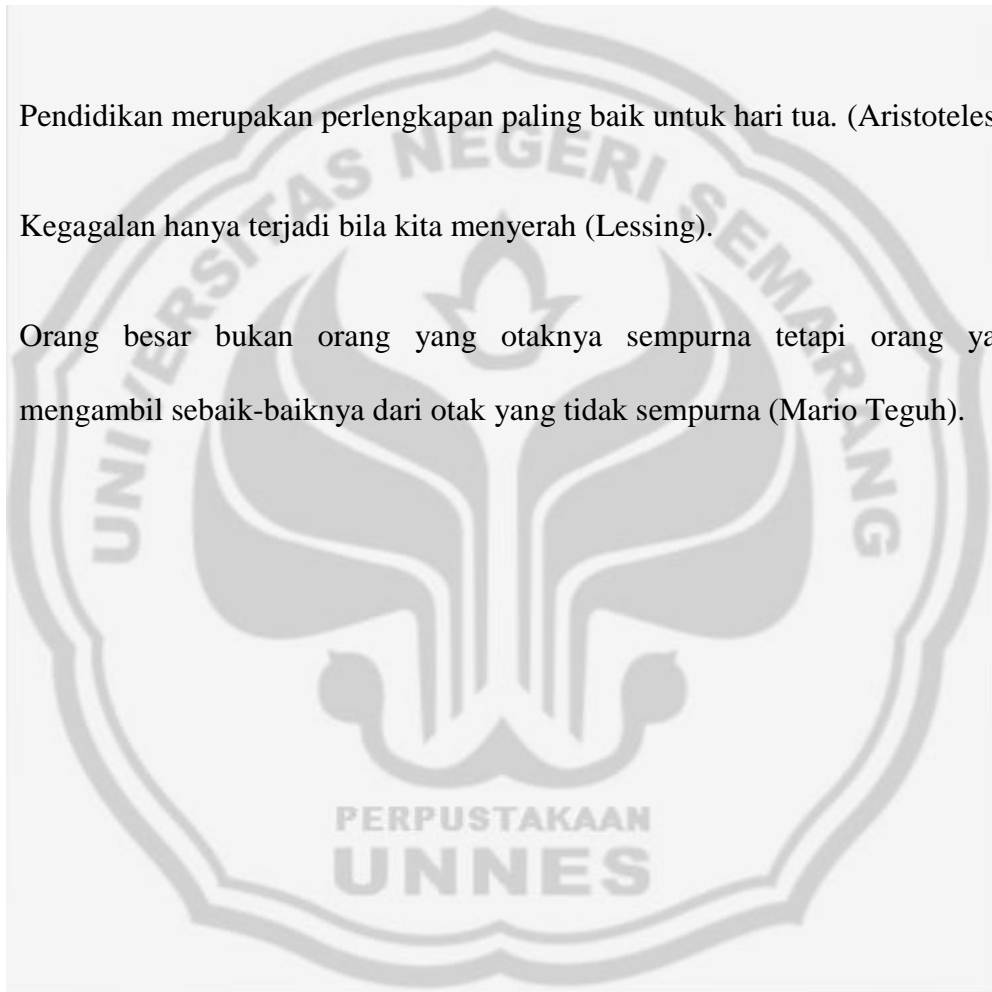 Pendidikan merupakan perlengkapan paling baik untuk hari tua. (Aristoteles
Kegagalan hanya terjadi bila kita menyerah (Lessing).
Orang besar bukan orang yang otaknya sempurna tetapi orang ya
mengambil sebaik-baiknya dari otak yang tidak sempurna (Mario Teguh).
UNIVERSITAS NEGERI SEMARANG
PERPUSTAKAAN
UNNES